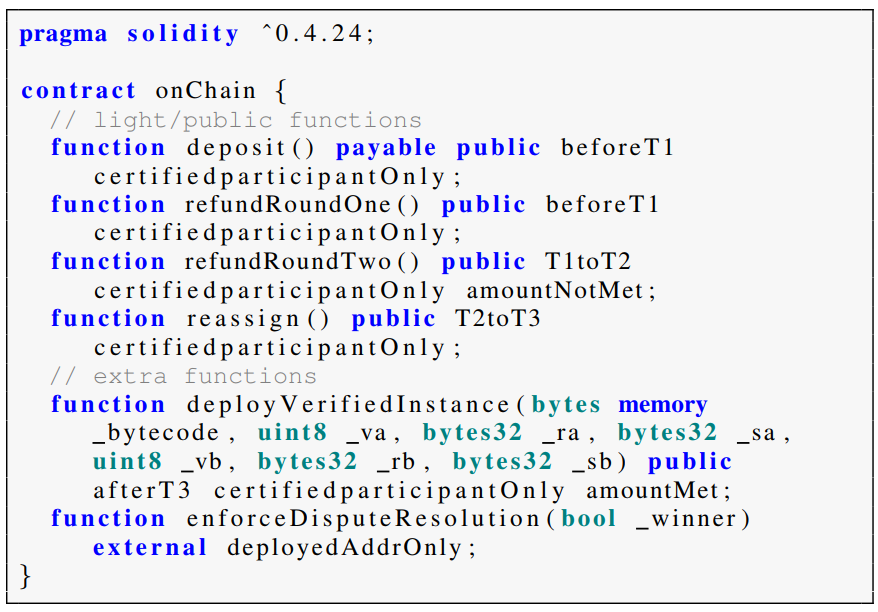 pragma solidity ^0.4.24;
contract onChain {
// light/public functions
function deposit() payable public beforeT1
certifiedparticipantOnly;
function refundRoundOne() public beforeT1
certifiedparticipantOnly;
function refundRoundTwo() public T1toT2
certifiedparticipantOnly amountNotMet;
function reassign() public T2toT3
certifiedparticipantOnly;
// extra functions
function deployVerifiedInstance(bytes memory
_bytecode, uint8 _va, bytes32 _ra, bytes32 _sa,
uint8 _vb, bytes32 _rb, bytes32 _sb) public
afterT3 certifiedparticipantOnly amountMet;
function enforceDisputeResolution(bool _winner)
external deployedAddrOnly;
}